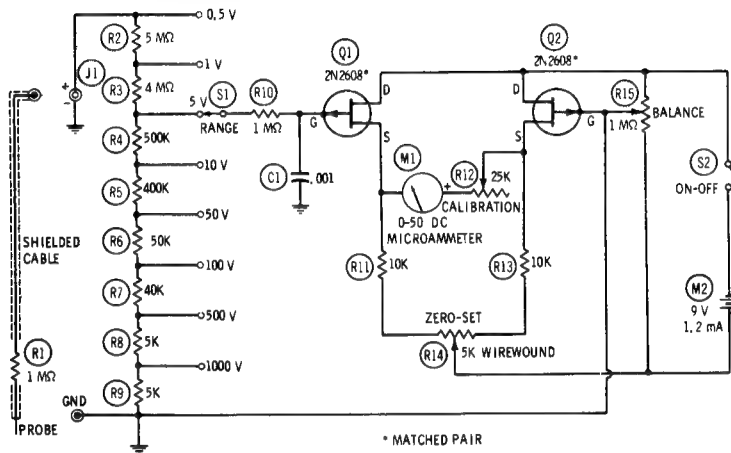 0.5 V
R2 5 MΩ
J1
+
-
1 V
R3 4 MΩ
5 V
S1
RANGE
R10
1 MΩ
R4 500K
10 V
R5 400K
50 V
R6 50K
100 V
R7 40K
500 V
R8 5K
1000 V
R9 5K
SHIELDED
CABLE
R1
1 MΩ
PROBE
GND
C1 .001
Q1
2N2608*
D
G
S
Q2
2N2608*
D
G
S
M1
+
R12
25K
CALIBRATION
0-50 DC
MICROAMMETER
R11 10K
R13 10K
ZERO-SET
R14 5K WIREWOUND
R15
1 MΩ
BALANCE
S2
ON-OFF
M2
9 V
1.2 mA
* MATCHED PAIR